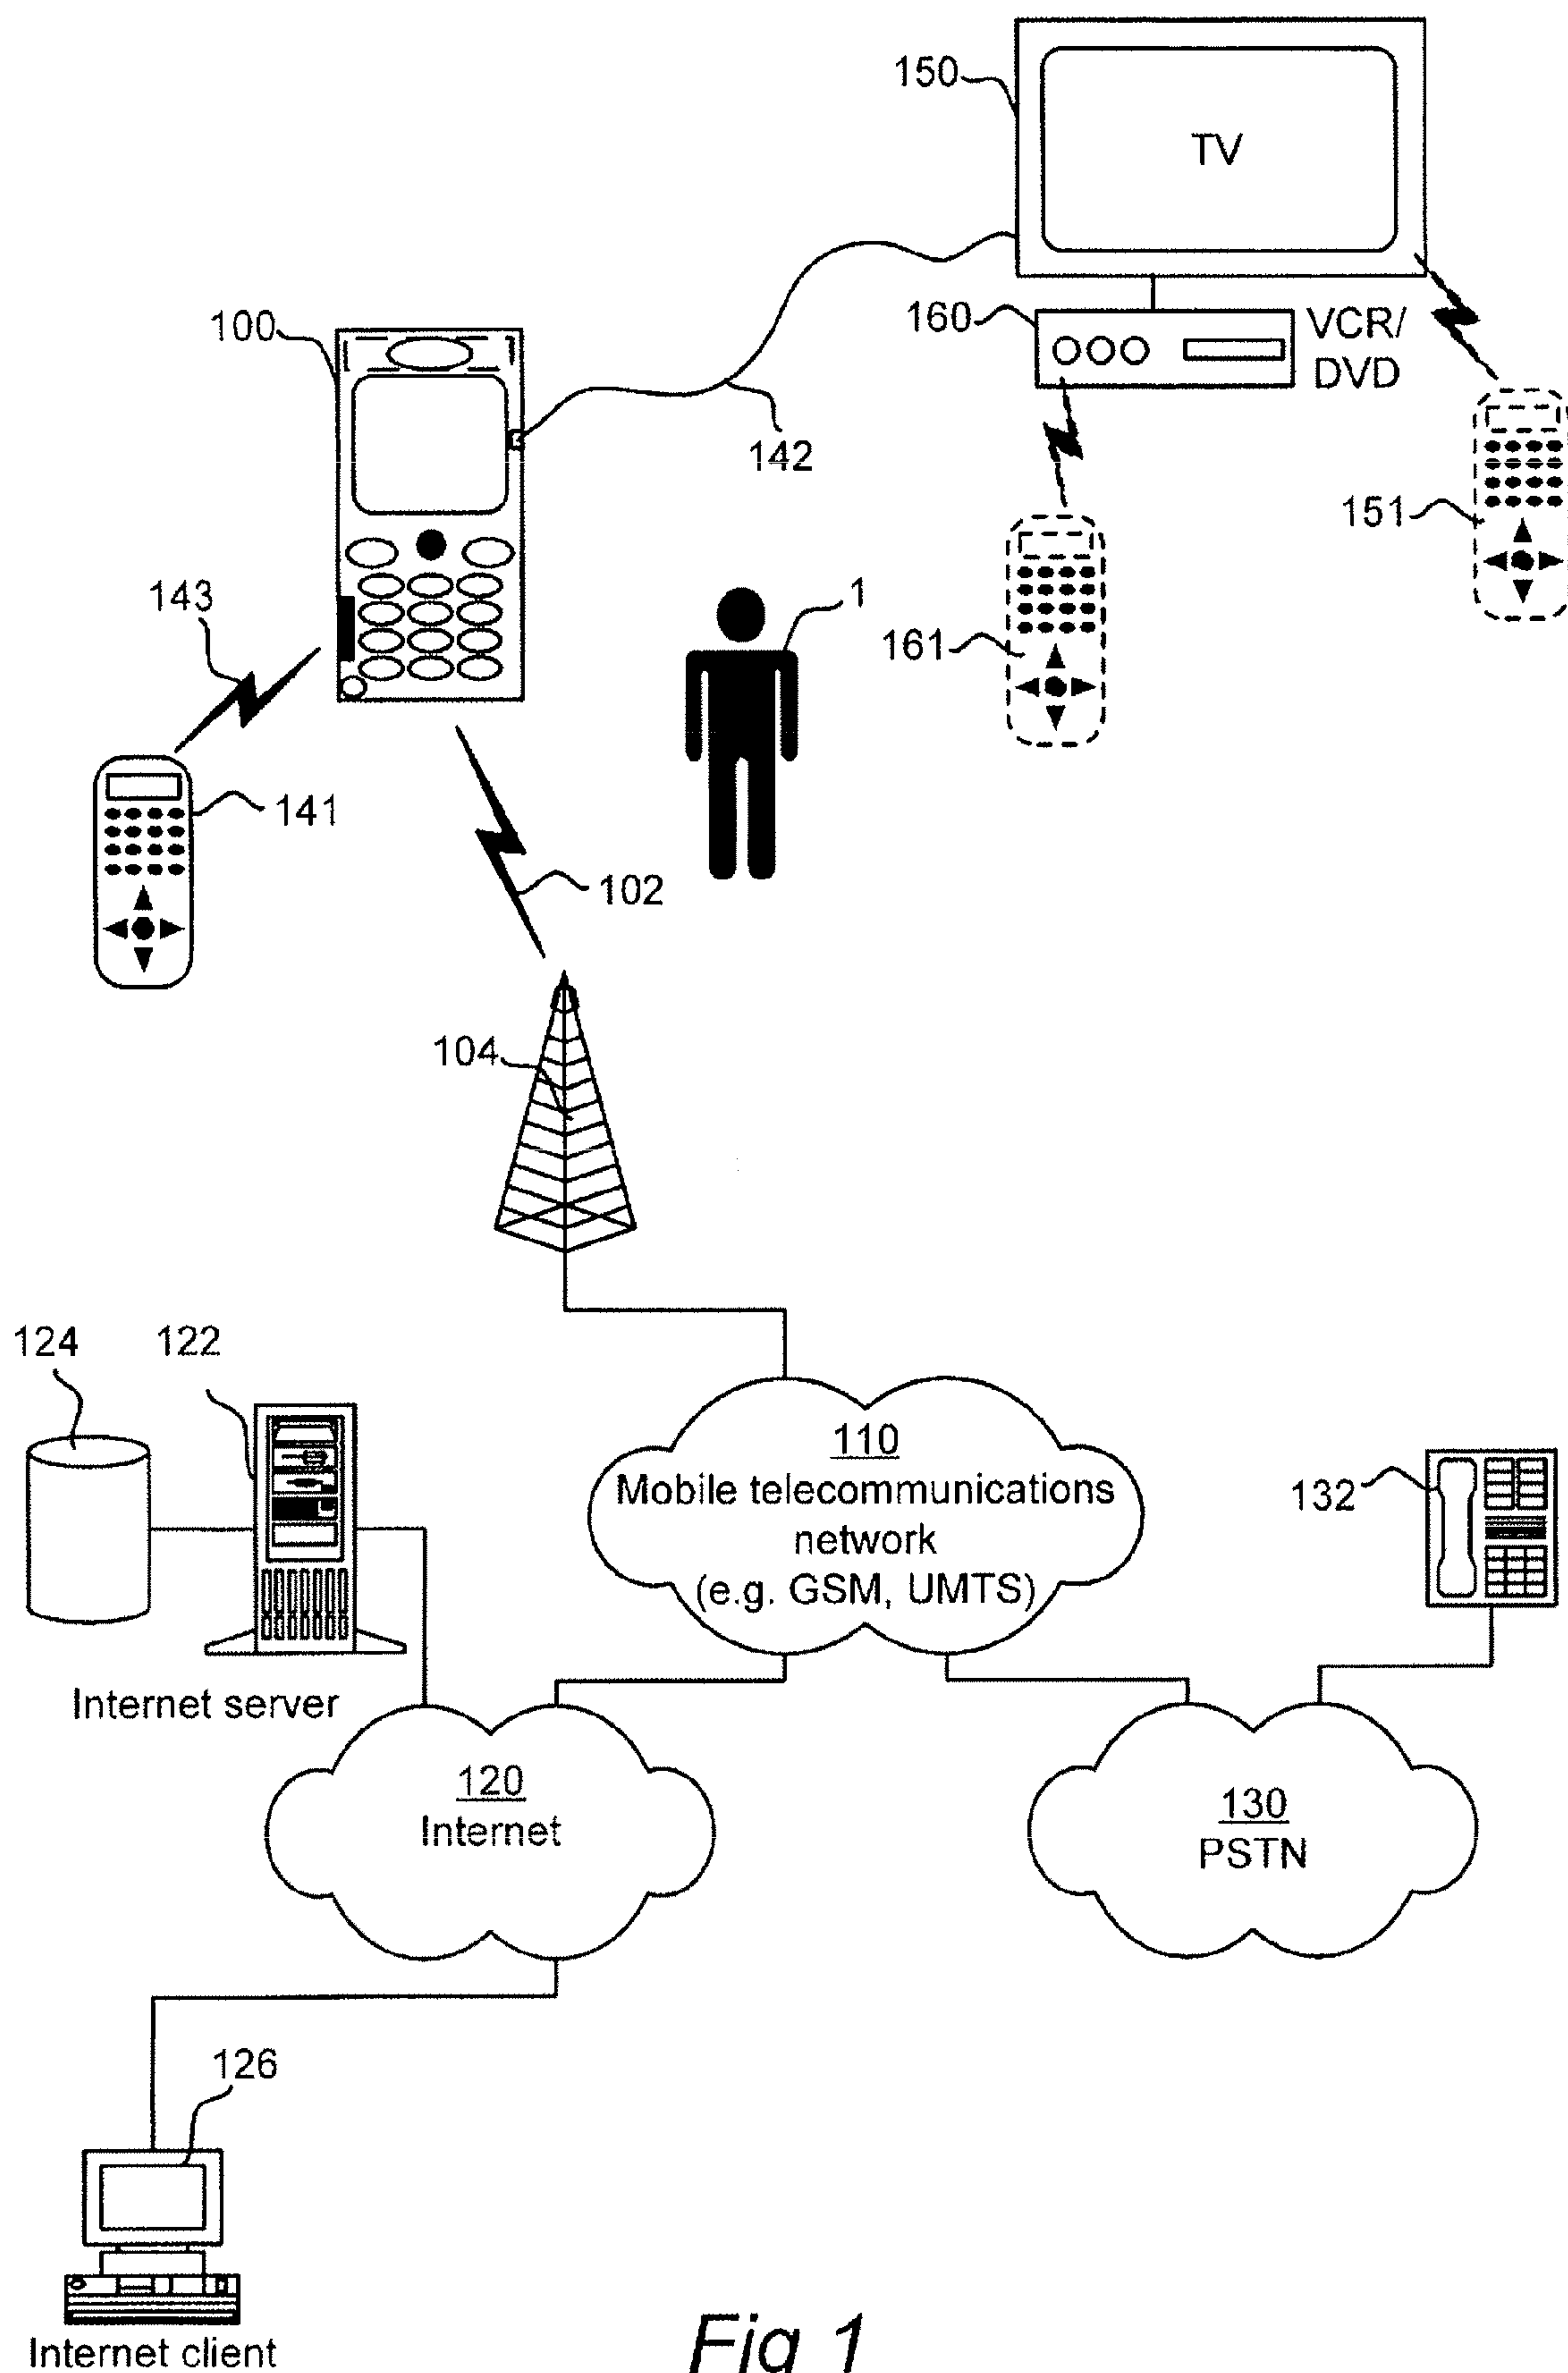 150
TV
100
160
VCR/
DVD
142
151
143
1
161
141
102
104
124
122
110
Mobile telecommunications
network
(e.g. GSM, UMTS)
132
Internet server
120
Internet
130
PSTN
126
Internet client
Fig 1